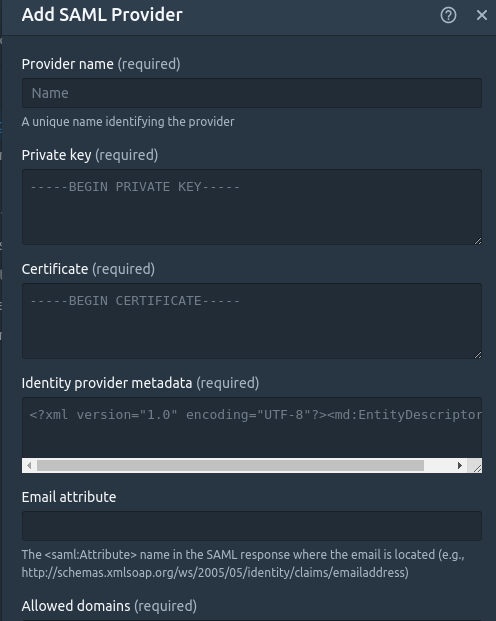 Add SAML Provider
Provider name (required)
Name
A unique name identifying the provider
Private key (required)
-----BEGIN PRIVATE KEY-----
Certificate (required)
-----BEGIN CERTIFICATE-----
Identity provider metadata (required)
<?xml version="1.0" encoding="UTF-8"?><md:EntityDescriptor
Email attribute
The <saml:Attribute> name in the SAML response where the email is located (e.g.,
http://schemas.xmlsoap.org/ws/2005/05/identity/claims/emailaddress)
Allowed domains (required)